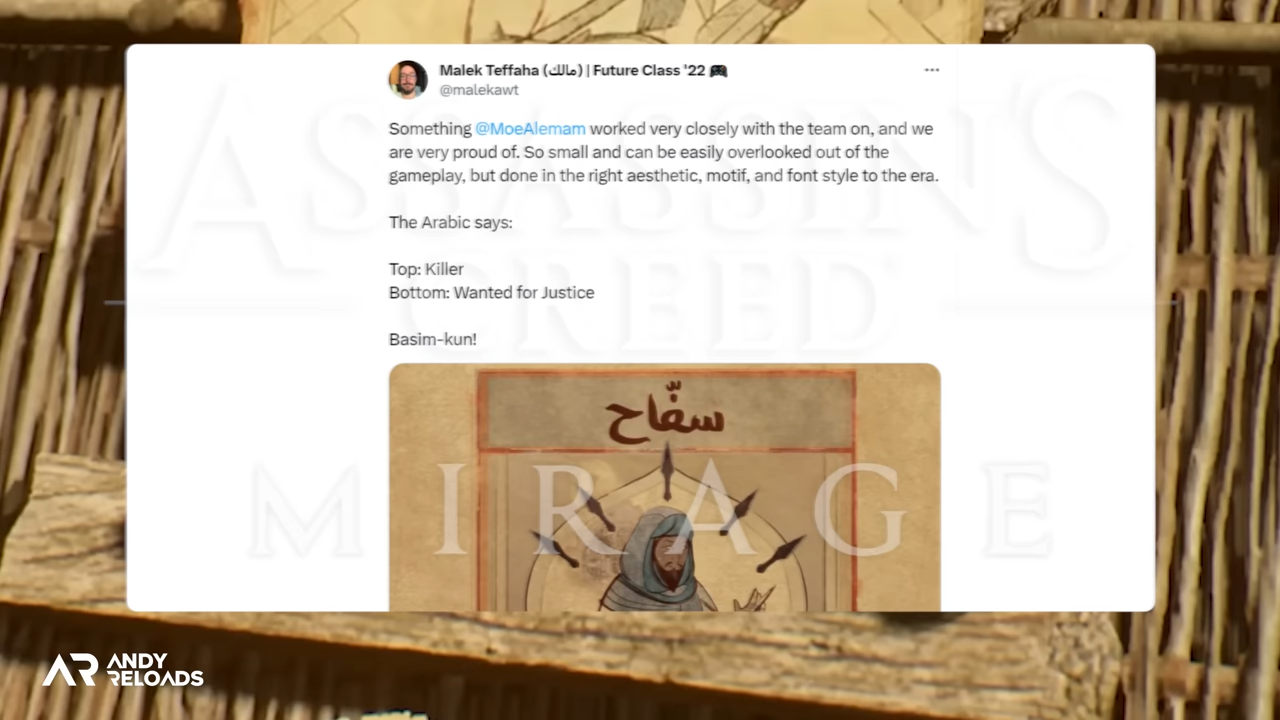 Malek Teffaha (مالك) | Future Class '22 🎮
@malekawt
Something @MoeAlemam worked very closely with the team on, and we
are very proud of. So small and can be easily overlooked out of the
gameplay, but done in the right aesthetic, motif, and font style to the era.
The Arabic says:
Top: Killer
Bottom: Wanted for Justice
Basim-kun!
سفّاح
ASSASSIN'S
CREED
MIRAGE
AR ANDY
RELOADS